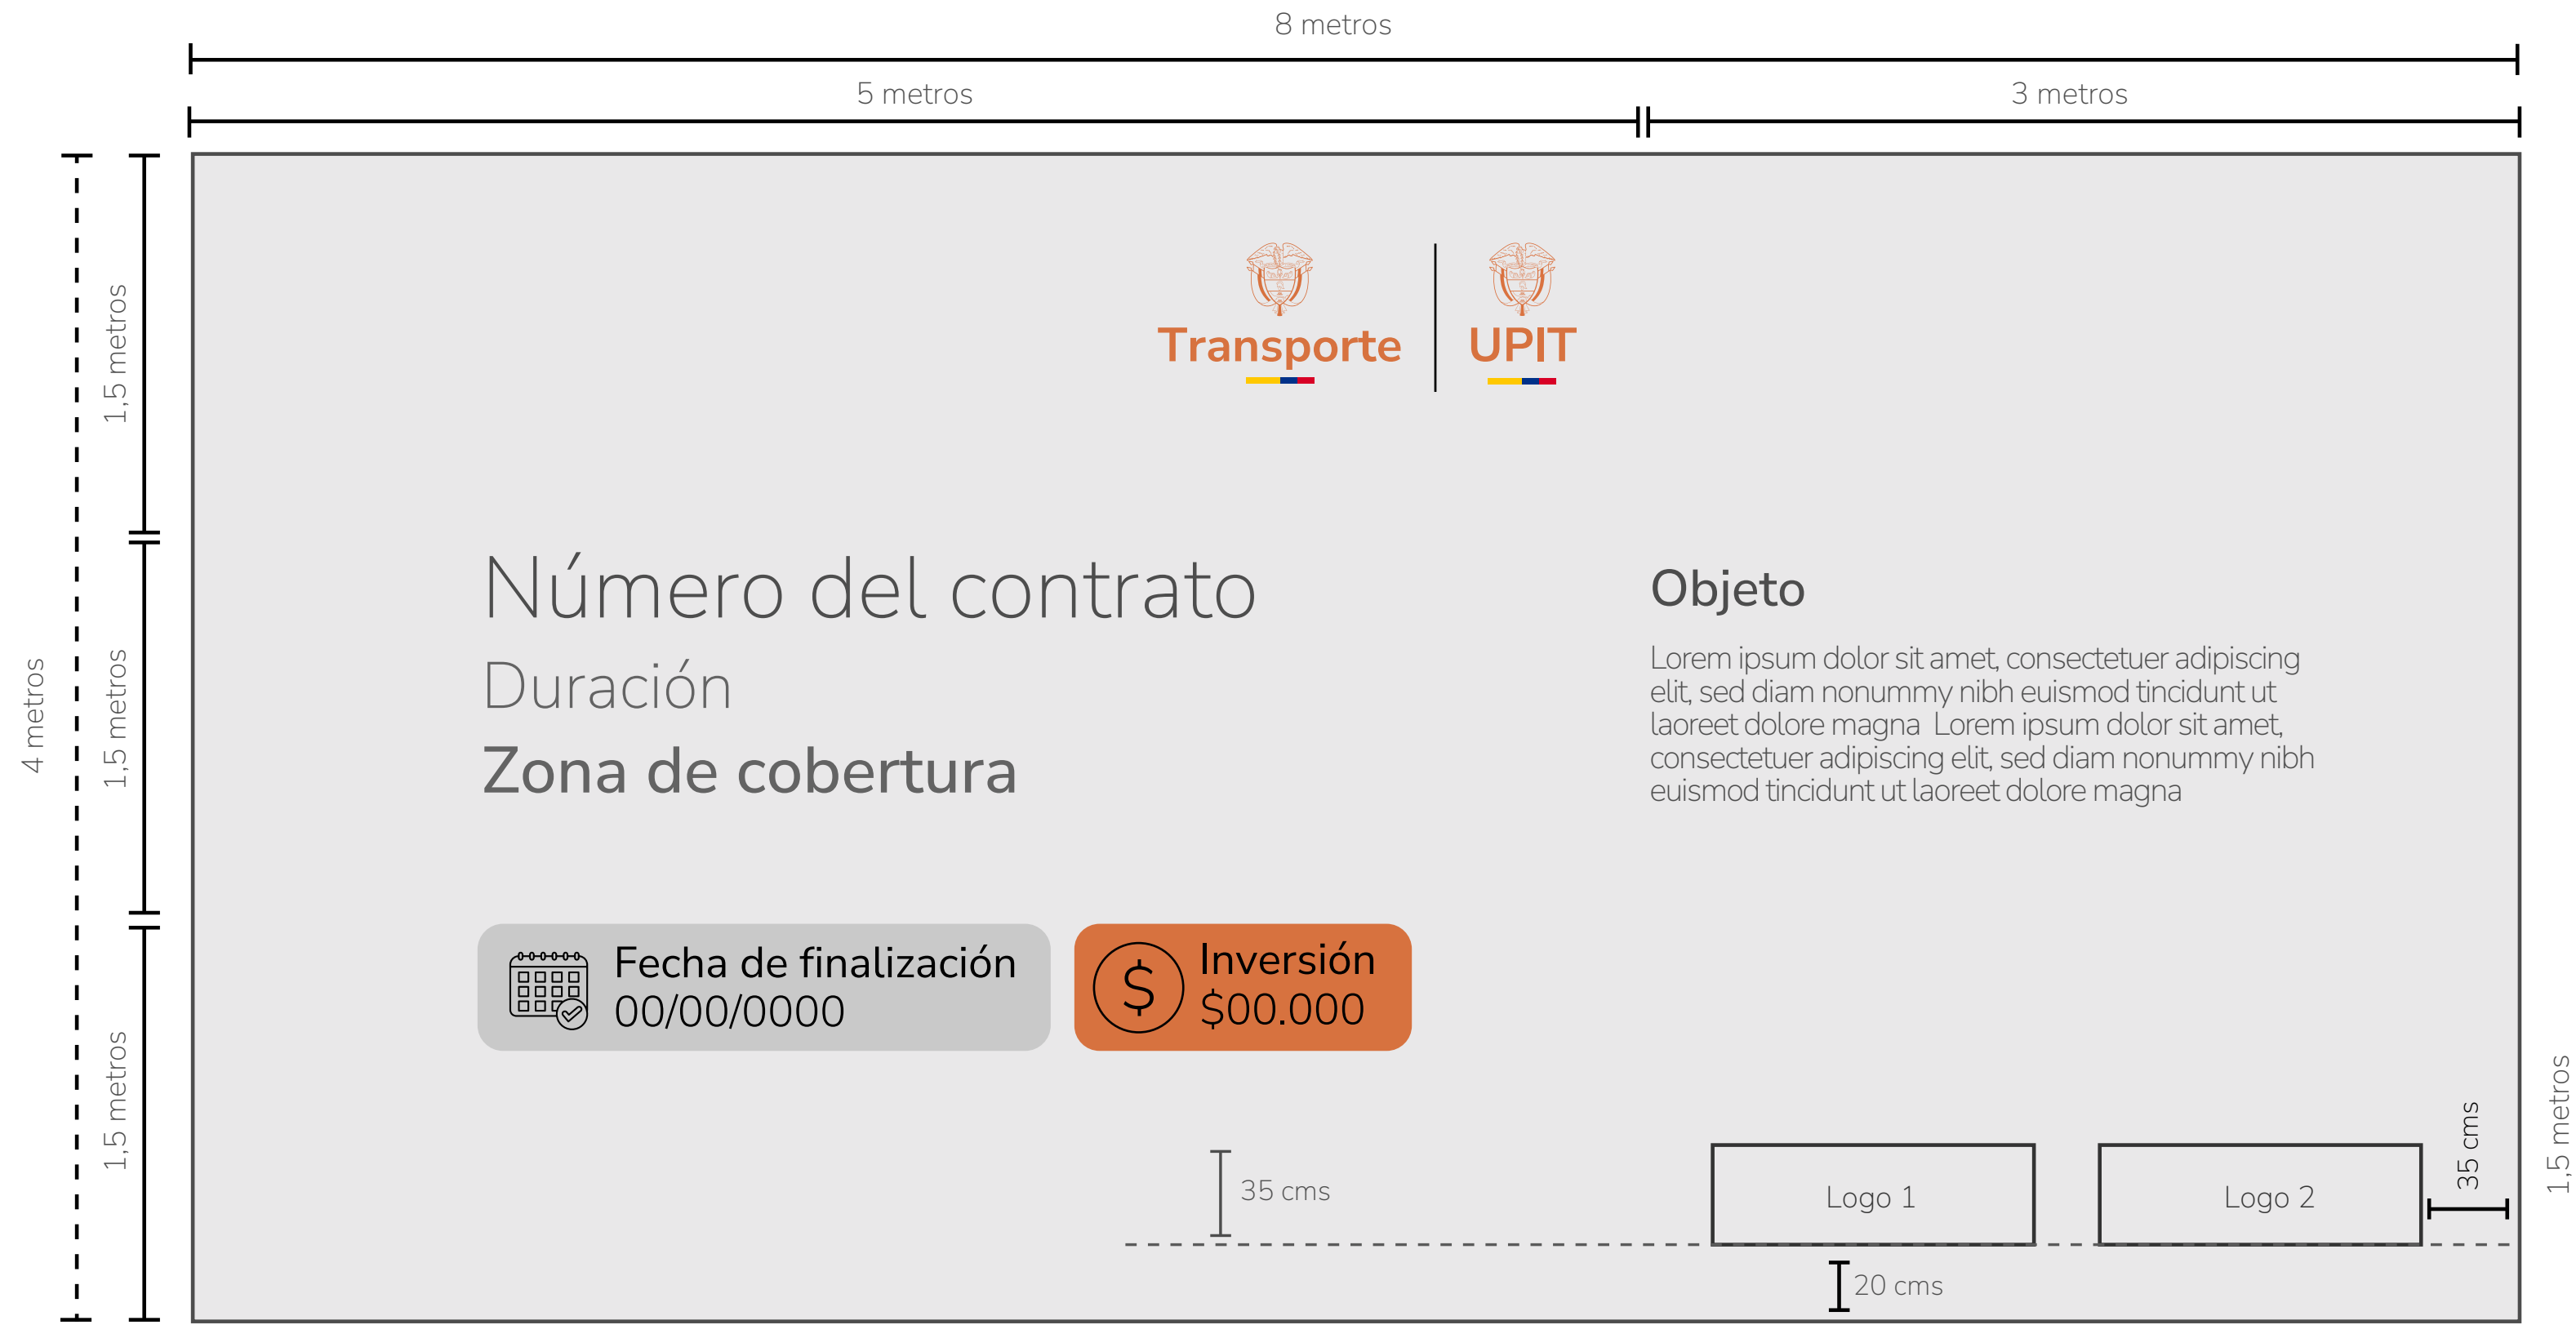 8 metros
5 metros
3 metros
4 metros
1,5 metros
1,5 metros
1,5 metros
Transporte
UPIT
Número del contrato
Duración
Zona de cobertura
Objeto
Lorem ipsum dolor sit amet, consectetuer adipiscing
elit, sed diam nonummy nibh euismod tincidunt ut
laoreet dolore magna  Lorem ipsum dolor sit amet,
consectetuer adipiscing elit, sed diam nonummy nibh
euismod tincidunt ut laoreet dolore magna
Fecha de finalización
00/00/0000
$
Inversión
$00.000
35 cms
Logo 1
Logo 2
35 cms
1,5 metros
20 cms